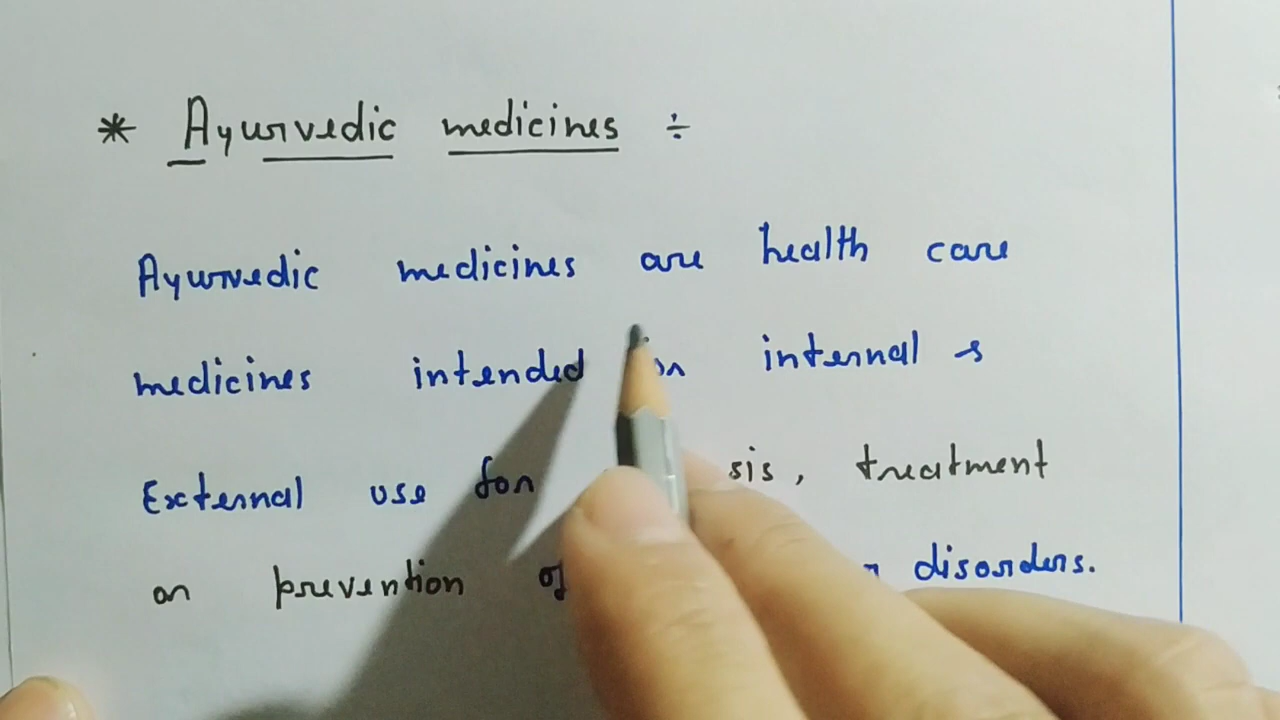 * Ayurvedic medicines ÷
Ayurvedic medicines are health care
medicines intended internal &
External use for sis, treatment
or prevention of disorders.